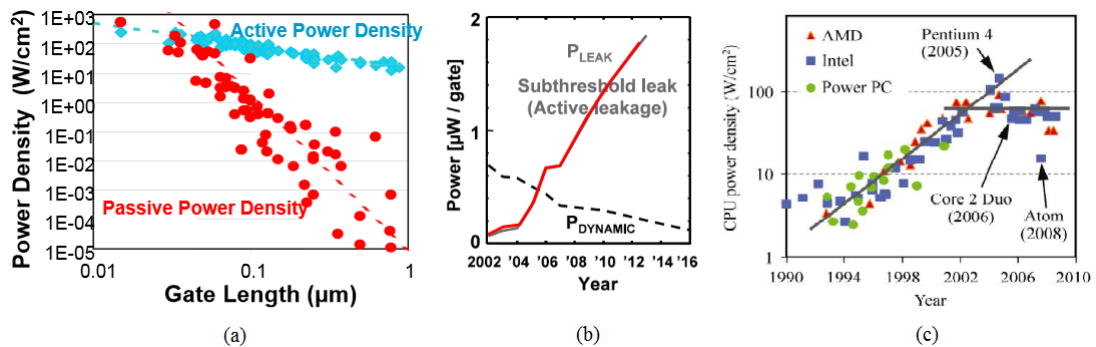 1E+03
1E+02
1E+01
1E+0.0
1E-01
1E-02
1E-03
1E-04
1E-05
Power Density (W/cm2)
Active Power Density
Passive Power Density
0.01
0.1
1
Gate Length (μm)
(a)
2
1
0
Power [μW / gate]
PLEAK
Subthreshold leak
(Active leakage)
PDYNAMIC
2002 '04 '06 '08 '10 '12 '14 '16
Year
(b)
CPU power density (W/cm2)
100
10
1
AMD
Intel
Power PC
Pentium 4
(2005)
Core 2 Duo
(2006)
Atom
(2008)
1990 1994 1998 2002 2006 2010
Year
(c)